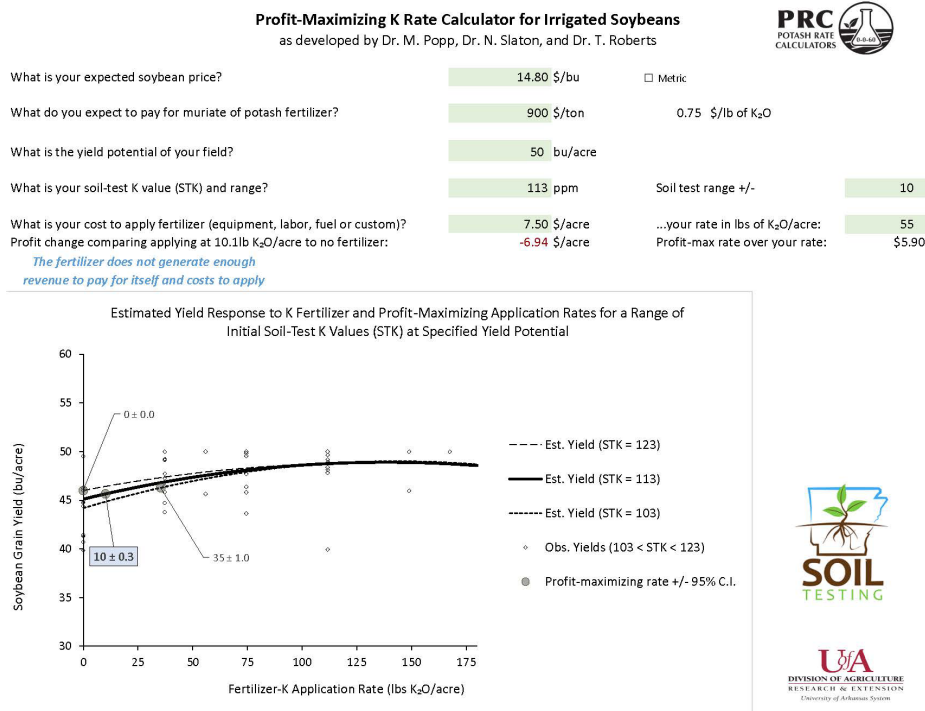 Profit-Maximizing K Rate Calculator for Irrigated Soybeans
as developed by Dr. M. Popp, Dr. N. Slaton, and Dr. T. Roberts
PRC
POTASH RATE
CALCULATORS
0-0-60
What is your expected soybean price? 14.80 $/bu Metric
What do you expect to pay for muriate of potash fertilizer? 900 $/ton 0.75 $/lb of K₂O
What is the yield potential of your field? 50 bu/acre
What is your soil-test K value (STK) and range? 113 ppm Soil test range +/- 10
What is your cost to apply fertilizer (equipment, labor, fuel or custom)? 7.50 $/acre ...your rate in lbs of K₂O/acre: 55
Profit change comparing applying at 10.1lb K₂O/acre to no fertilizer: -6.94 $/acre Profit-max rate over your rate: $5.90
The fertilizer does not generate enough
revenue to pay for itself and costs to apply
Estimated Yield Response to K Fertilizer and Profit-Maximizing Application Rates for a Range of
Initial Soil-Test K Values (STK) at Specified Yield Potential
Soybean Grain Yield (bu/acre)
60
55
50
45
40
35
30
0 ± 0.0
10 ± 0.3
35 ± 1.0
0 25 50 75 100 125 150 175
Fertilizer-K Application Rate (lbs K₂O/acre)
Est. Yield (STK = 123)
Est. Yield (STK = 113)
Est. Yield (STK = 103)
Obs. Yields (103 < STK < 123)
Profit-maximizing rate +/- 95% C.I.
SOIL
TESTING
UofA
DIVISION OF AGRICULTURE
RESEARCH & EXTENSION
University of Arkansas System